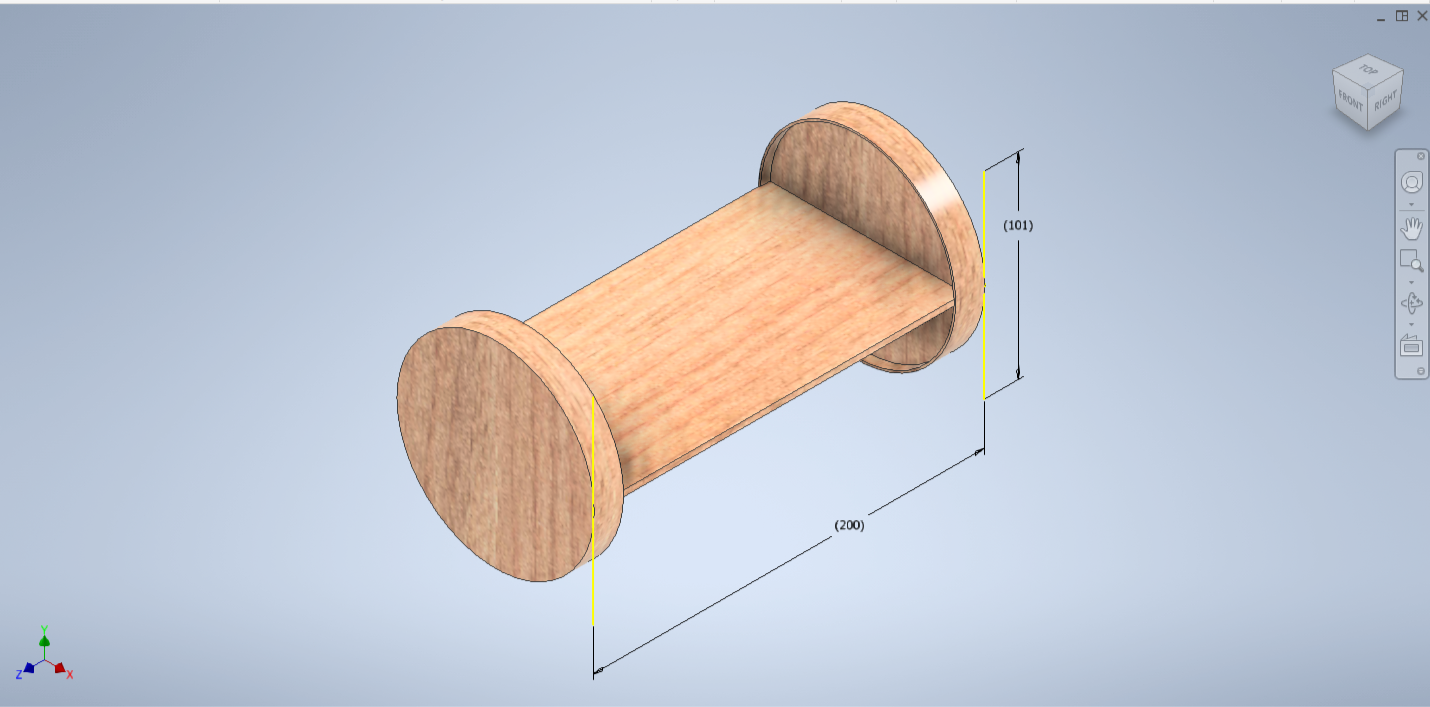 TOP
FRONT
RIGHT
(101)
(200)
Y
Z
X